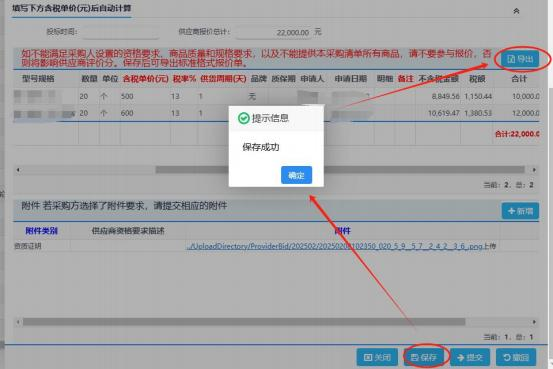 填写下方含税单价(元)后自动计算
投标时间: 供应商报价总计: 22,000.00 元
如不能满足采购人设置的资格要求，商品质量和规格要求，以及不能提供本采购清单所有商品，请不要参与报价，否
则将影响供应商评价分。保存后可导出标准格式报价单。
导出
型号规格 数量 单位 含税单价(元) 税率% 供货周期(天) 品牌 质保期 申请人 申请日期 明细 备注 不含税金额 税额 合计
20 个 500 13 1 无 8,849.56 1,150.44 10,000.0
20 个 600 13 1 10,619.47 1,380.53 12,000.0
合计:22,000.0
提示信息
保存成功
确定
当前：2．总：2
附件 若采购方选择了附件要求，请提交相应的附件
新增
附件类别 供应商资格要求描述 附件
资质证明 ../UploadDirectory/ProviderBid/202502/20250208102350_020_5_9__5_7__2_4_2__3_6_.png上传
当前：1．总：1
关闭 保存 提交 撤回